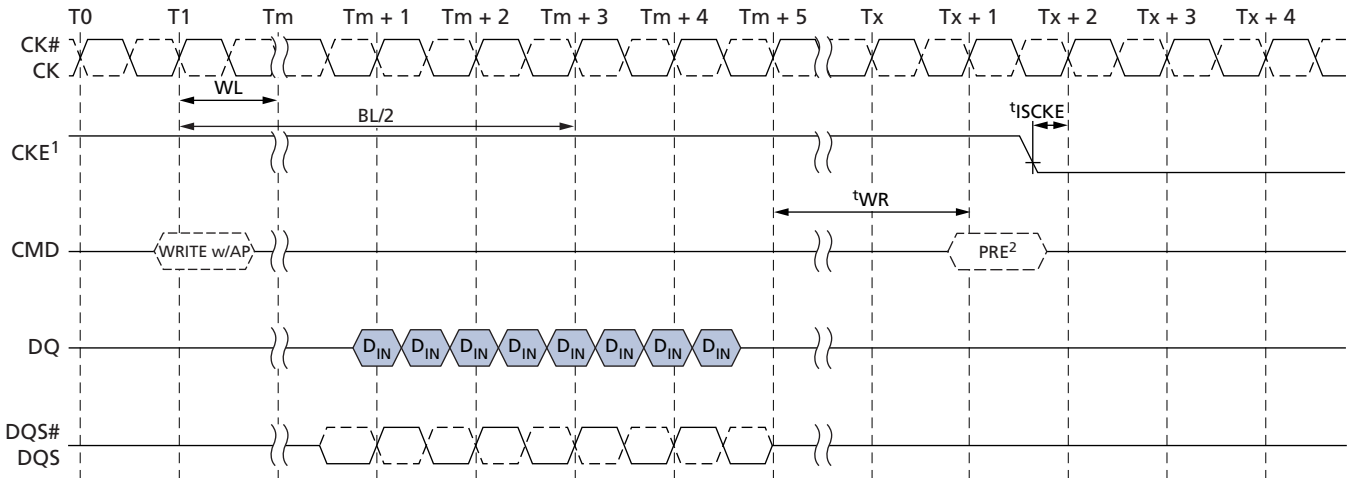 T0 T1 Tm Tm + 1 Tm + 2 Tm + 3 Tm + 4 Tm + 5 Tx Tx + 1 Tx + 2 Tx + 3 Tx + 4
CK#
CK
WL
tISCKE
BL/2
CKE1
tWR
CMD WRITE w/AP PRE2
DQ DIN DIN DIN DIN DIN DIN DIN DIN
DQS#
DQS